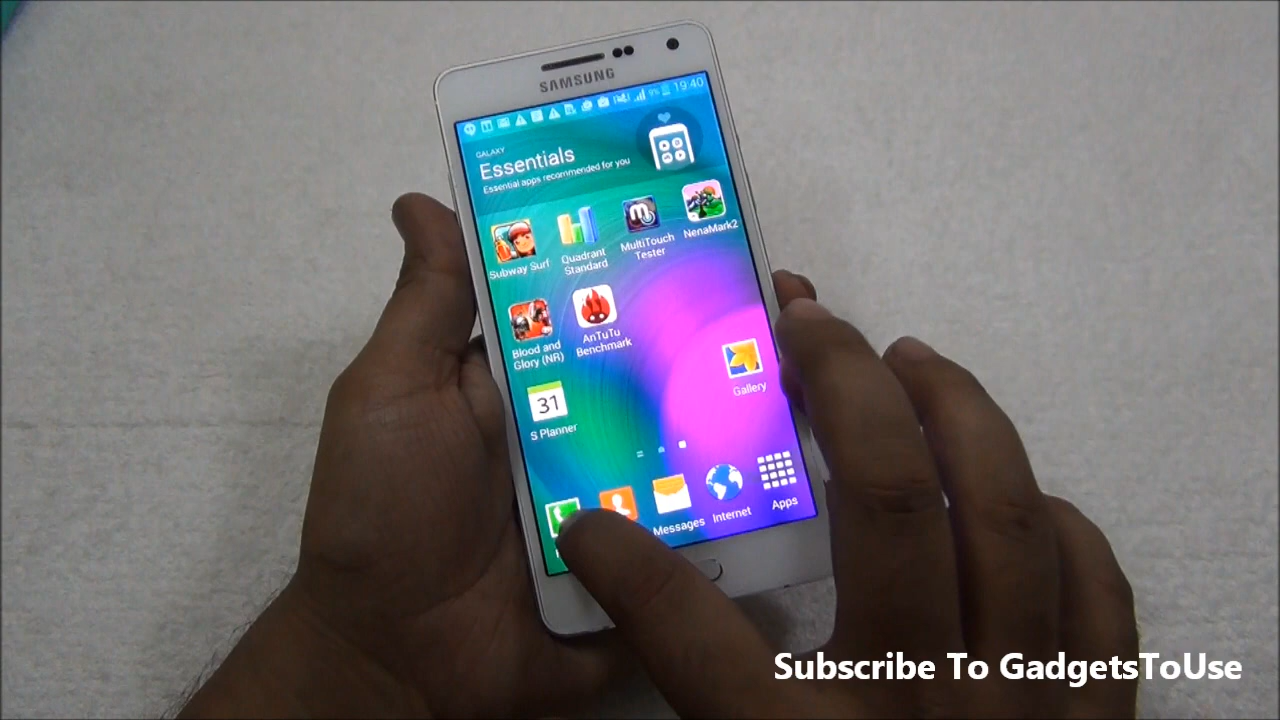 SAMSUNG
19:40
GALAXY
Essentials
Essential apps recommended for you
Subway Surf
Quadrant
Standard
MultiTouch
Tester
NenaMark2
Blood and
Glory (NR)
AnTuTu
Benchmark
Gallery
31
S Planner
Messages
Internet
Apps
Subscribe To GadgetsToUse